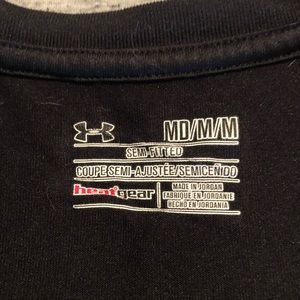 MD/M/M
SEMI-FITTED
COUPE SEMI-AJUSTÉE/SEMICEÑIDO
heatgear
MADE IN JORDAN
FABRIQUÉ EN JORDANIE
HECHO EN JORDANIA